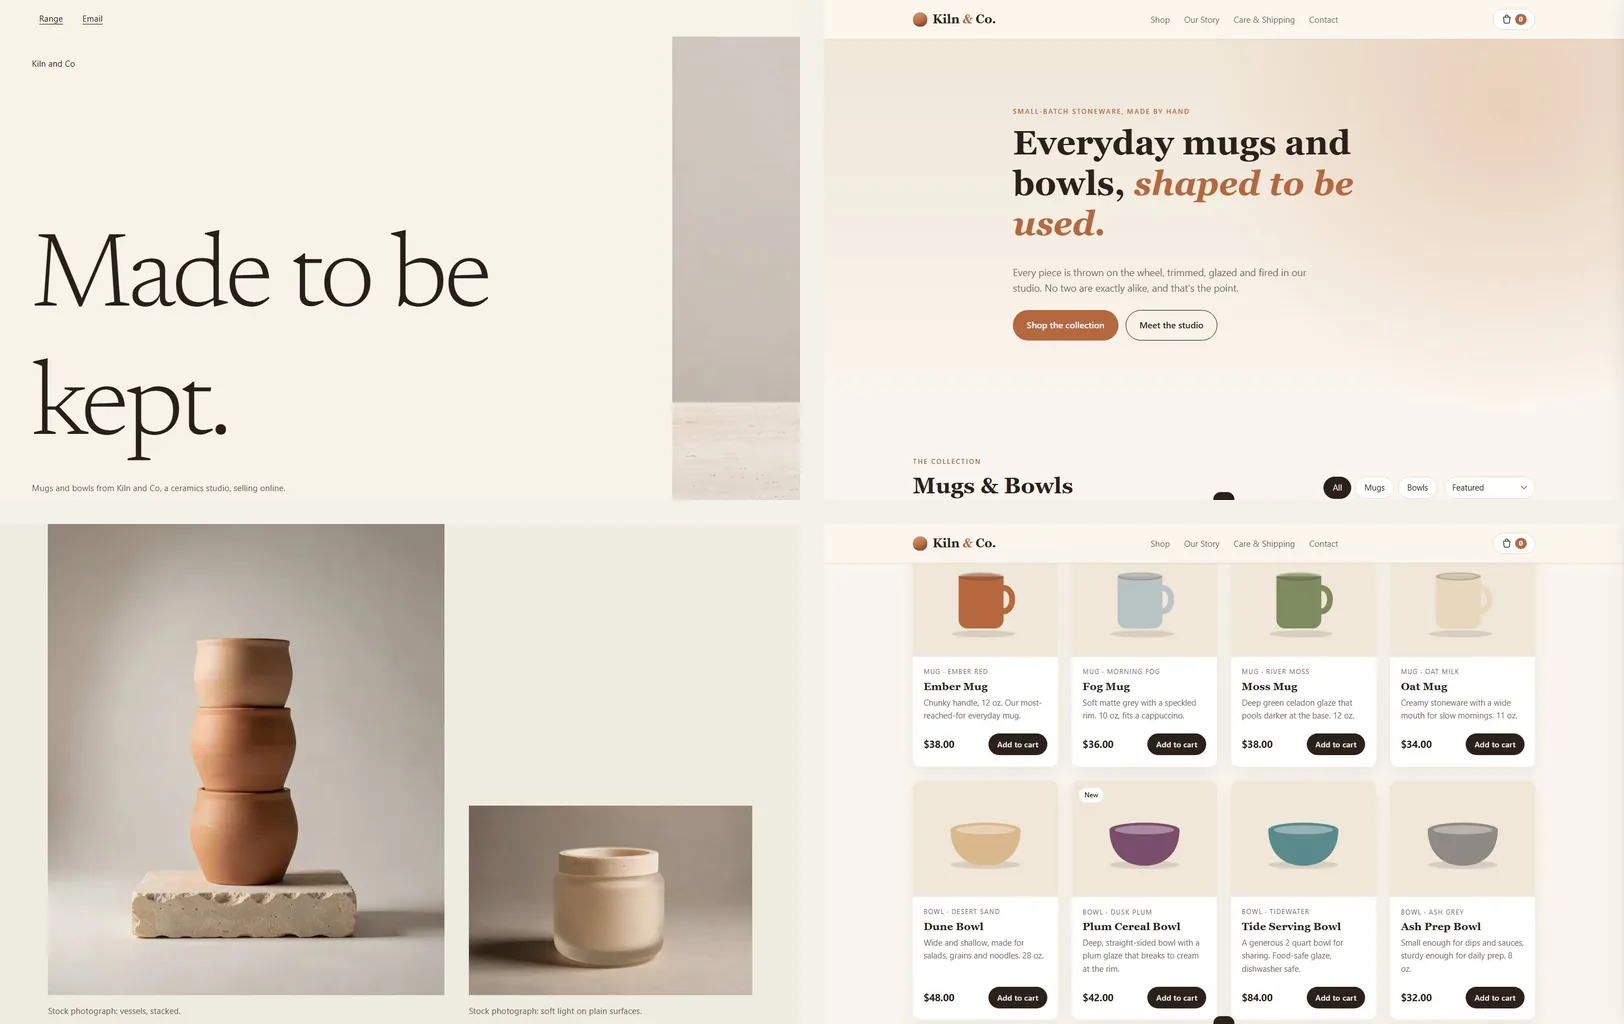 Range Email
Kiln and Co
Made to be
kept.
Mugs and bowls from Kiln and Co, a ceramics studio, selling online.
Kiln & Co.
Shop Our Story Care & Shipping Contact
0
SMALL-BATCH STONEWARE, MADE BY HAND
Everyday mugs and
bowls, shaped to be
used.
Every piece is thrown on the wheel, trimmed, glazed and fired in our
studio. No two are exactly alike, and that's the point.
Shop the collection Meet the studio
THE COLLECTION
Mugs & Bowls
All Mugs Bowls Featured
Stock photograph: vessels, stacked.
Stock photograph: soft light on plain surfaces.
Kiln & Co.
Shop Our Story Care & Shipping Contact
0
MUG · EMBER RED
Ember Mug
Chunky handle, 12 oz. Our most-
reached-for everyday mug.
$38.00 Add to cart
MUG · MORNING FOG
Fog Mug
Soft matte grey with a speckled
rim. 10 oz, fits a cappuccino.
$36.00 Add to cart
MUG · RIVER MOSS
Moss Mug
Deep green celadon glaze that
pools darker at the base. 12 oz.
$38.00 Add to cart
MUG · OAT MILK
Oat Mug
Creamy stoneware with a wide
mouth for slow mornings. 11 oz.
$34.00 Add to cart
BOWL · DESERT SAND
Dune Bowl
Wide and shallow, made for
salads, grains and noodles. 28 oz.
$48.00 Add to cart
New
BOWL · DUSK PLUM
Plum Cereal Bowl
Deep, straight-sided bowl with a
plum glaze that breaks to cream
at the rim.
$42.00 Add to cart
BOWL · TIDEWATER
Tide Serving Bowl
A generous 2 quart bowl for
sharing. Food-safe glaze,
dishwasher safe.
$84.00 Add to cart
BOWL · ASH GREY
Ash Prep Bowl
Small enough for dips and sauces,
sturdy enough for daily prep. 8
oz.
$32.00 Add to cart